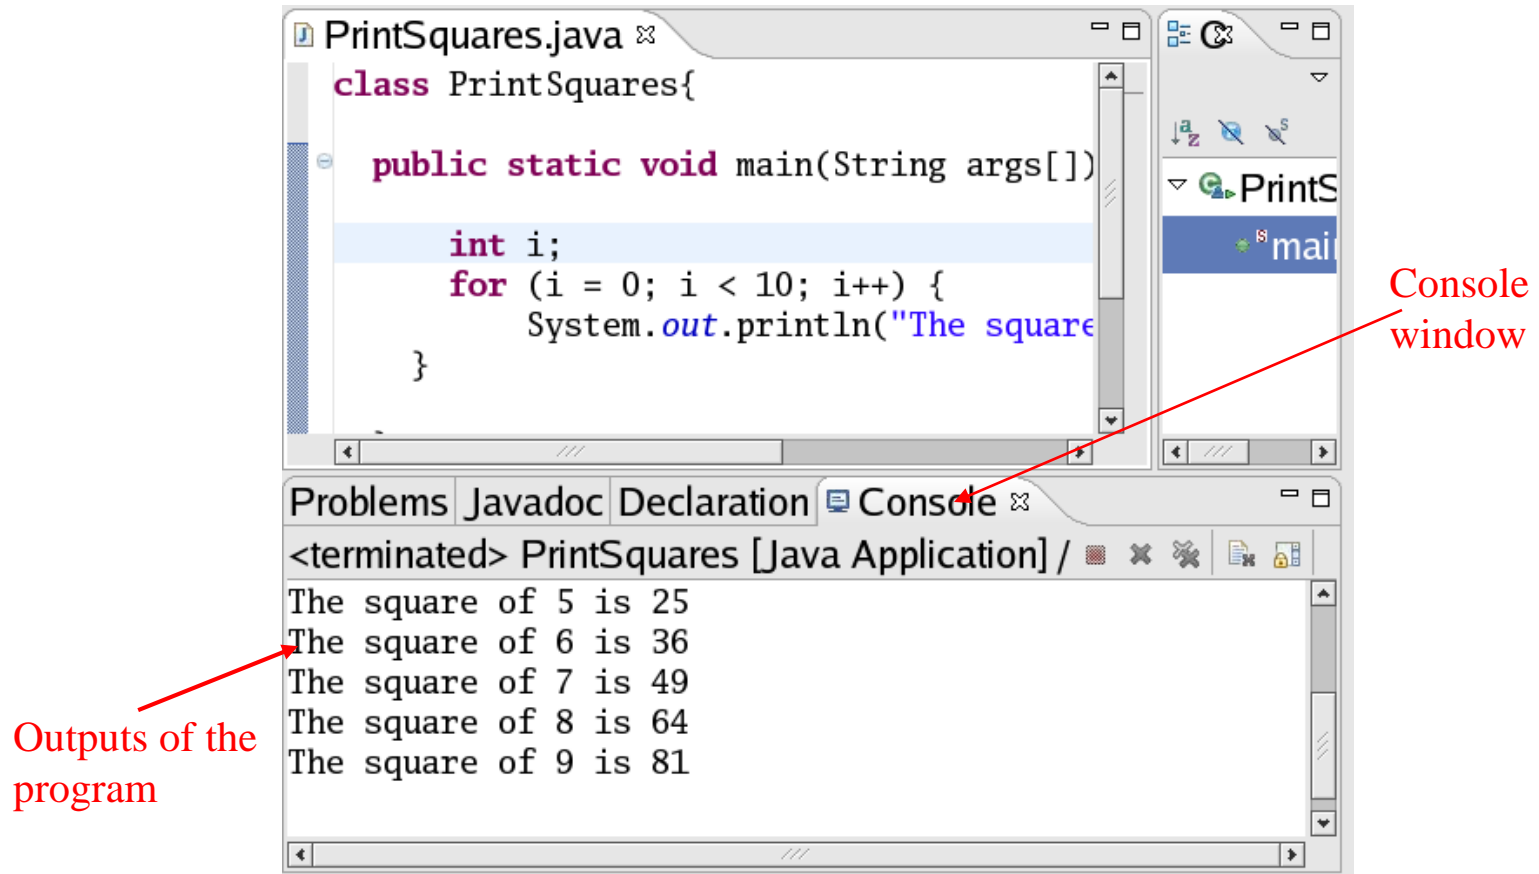 PrintSquares.java
class PrintSquares{
public static void main(String args[])
int i;
for (i = 0; i < 10; i++) {
System.out.println("The square
}
PrintS
mai
Console
window
Problems Javadoc Declaration Console
<terminated> PrintSquares [Java Application] /
The square of 5 is 25
The square of 6 is 36
The square of 7 is 49
The square of 8 is 64
The square of 9 is 81
Outputs of the
program